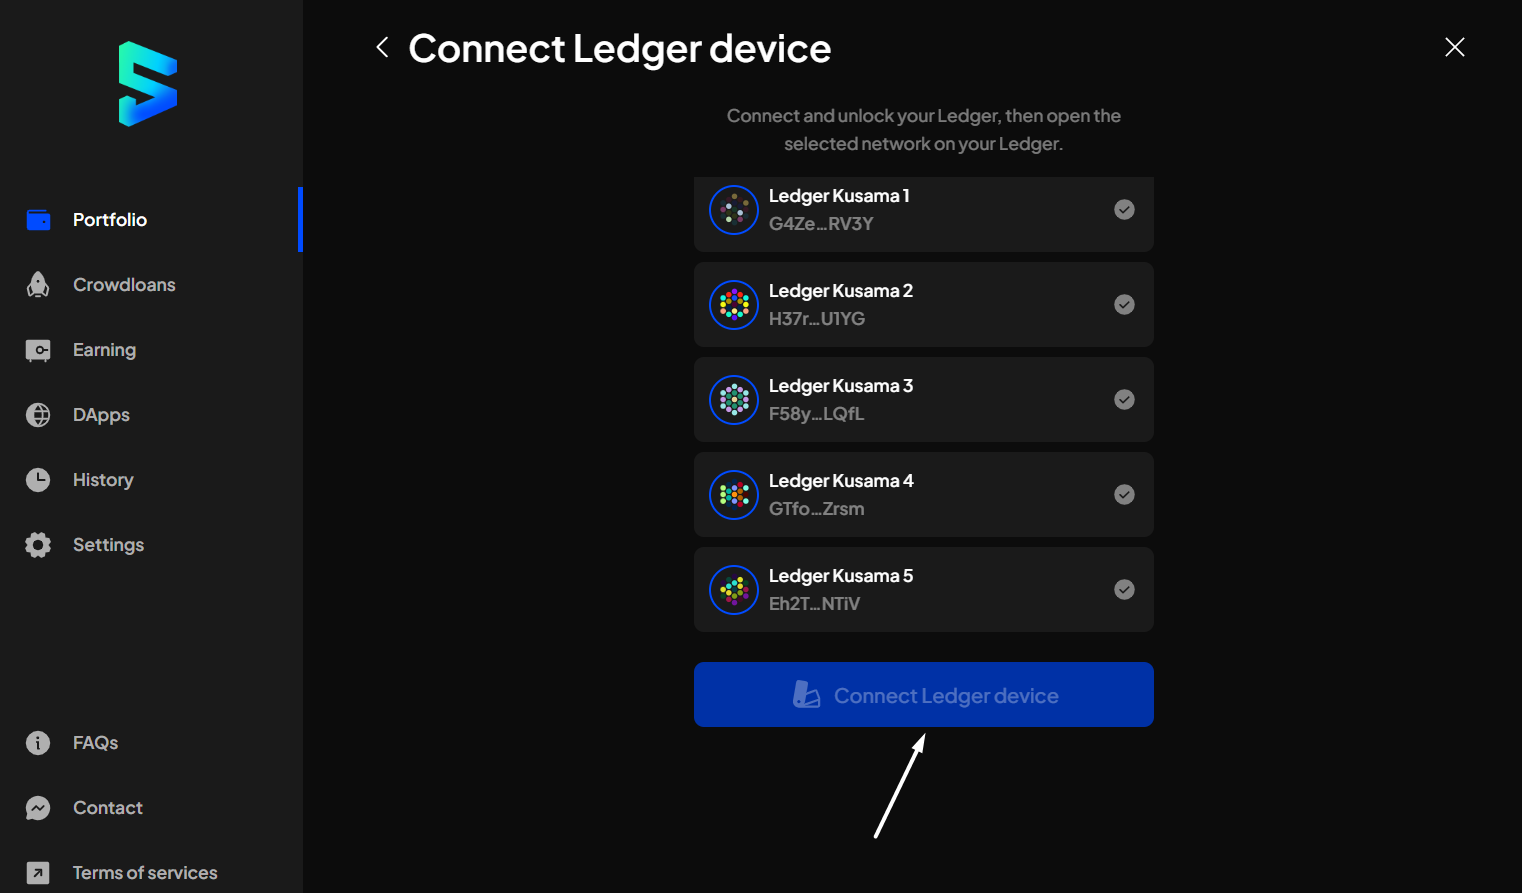 Portfolio
Crowdloans
Earning
DApps
History
Settings
FAQs
Contact
Terms of services
Connect Ledger device
Connect and unlock your Ledger, then open the
selected network on your Ledger.
Ledger Kusama 1
G4Ze...RV3Y
Ledger Kusama 2
H37r...U1YG
Ledger Kusama 3
F58y...LQfL
Ledger Kusama 4
GTfo...Zrsm
Ledger Kusama 5
Eh2T...NTiV
Connect Ledger device